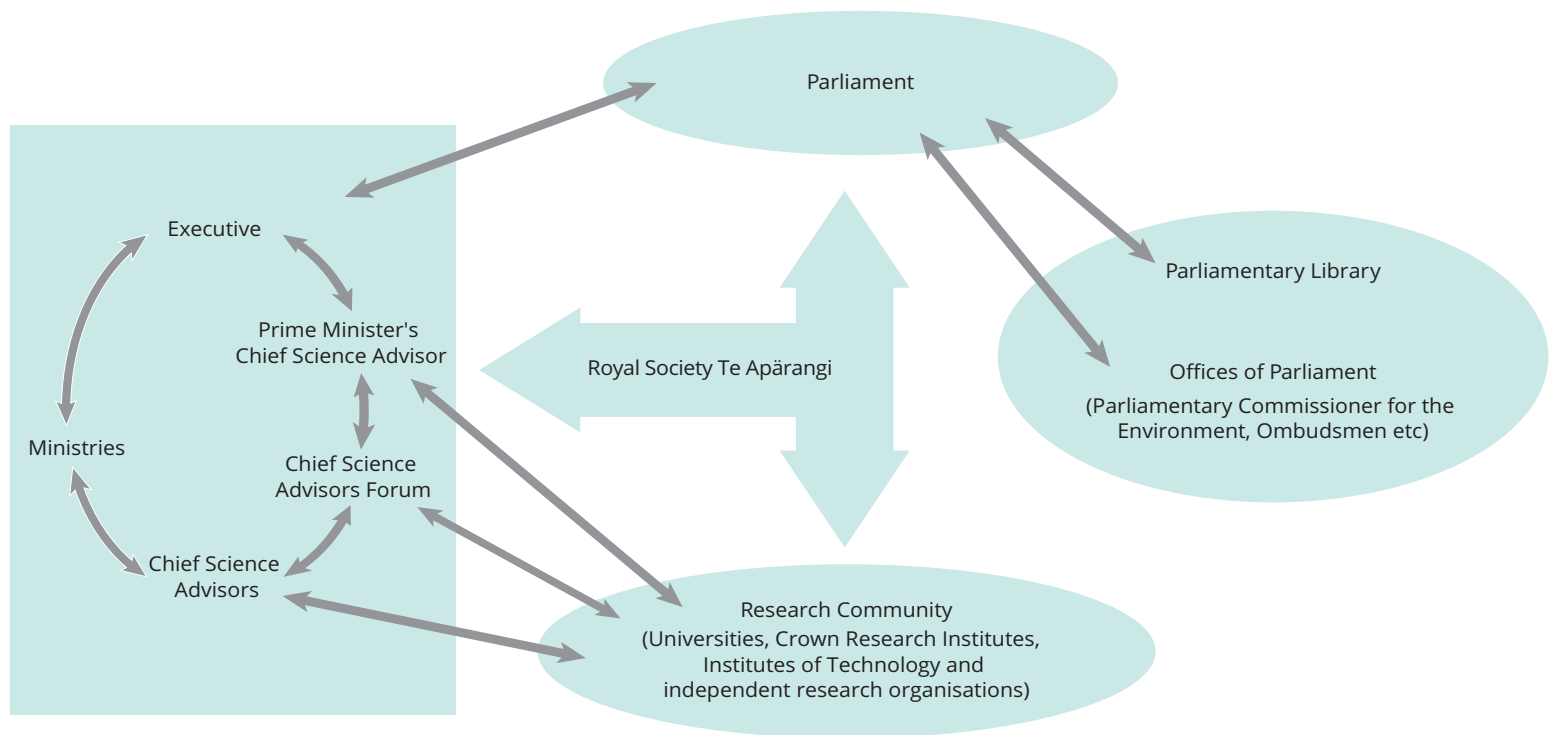 Parliament
Executive
Prime Minister's
Chief Science Advisor
Ministries
Chief Science
Advisors Forum
Chief Science
Advisors
Royal Society Te Apärangi
Parliamentary Library
Offices of Parliament
(Parliamentary Commissioner for the
Environment, Ombudsmen etc)
Research Community
(Universities, Crown Research Institutes,
Institutes of Technology and
independent research organisations)